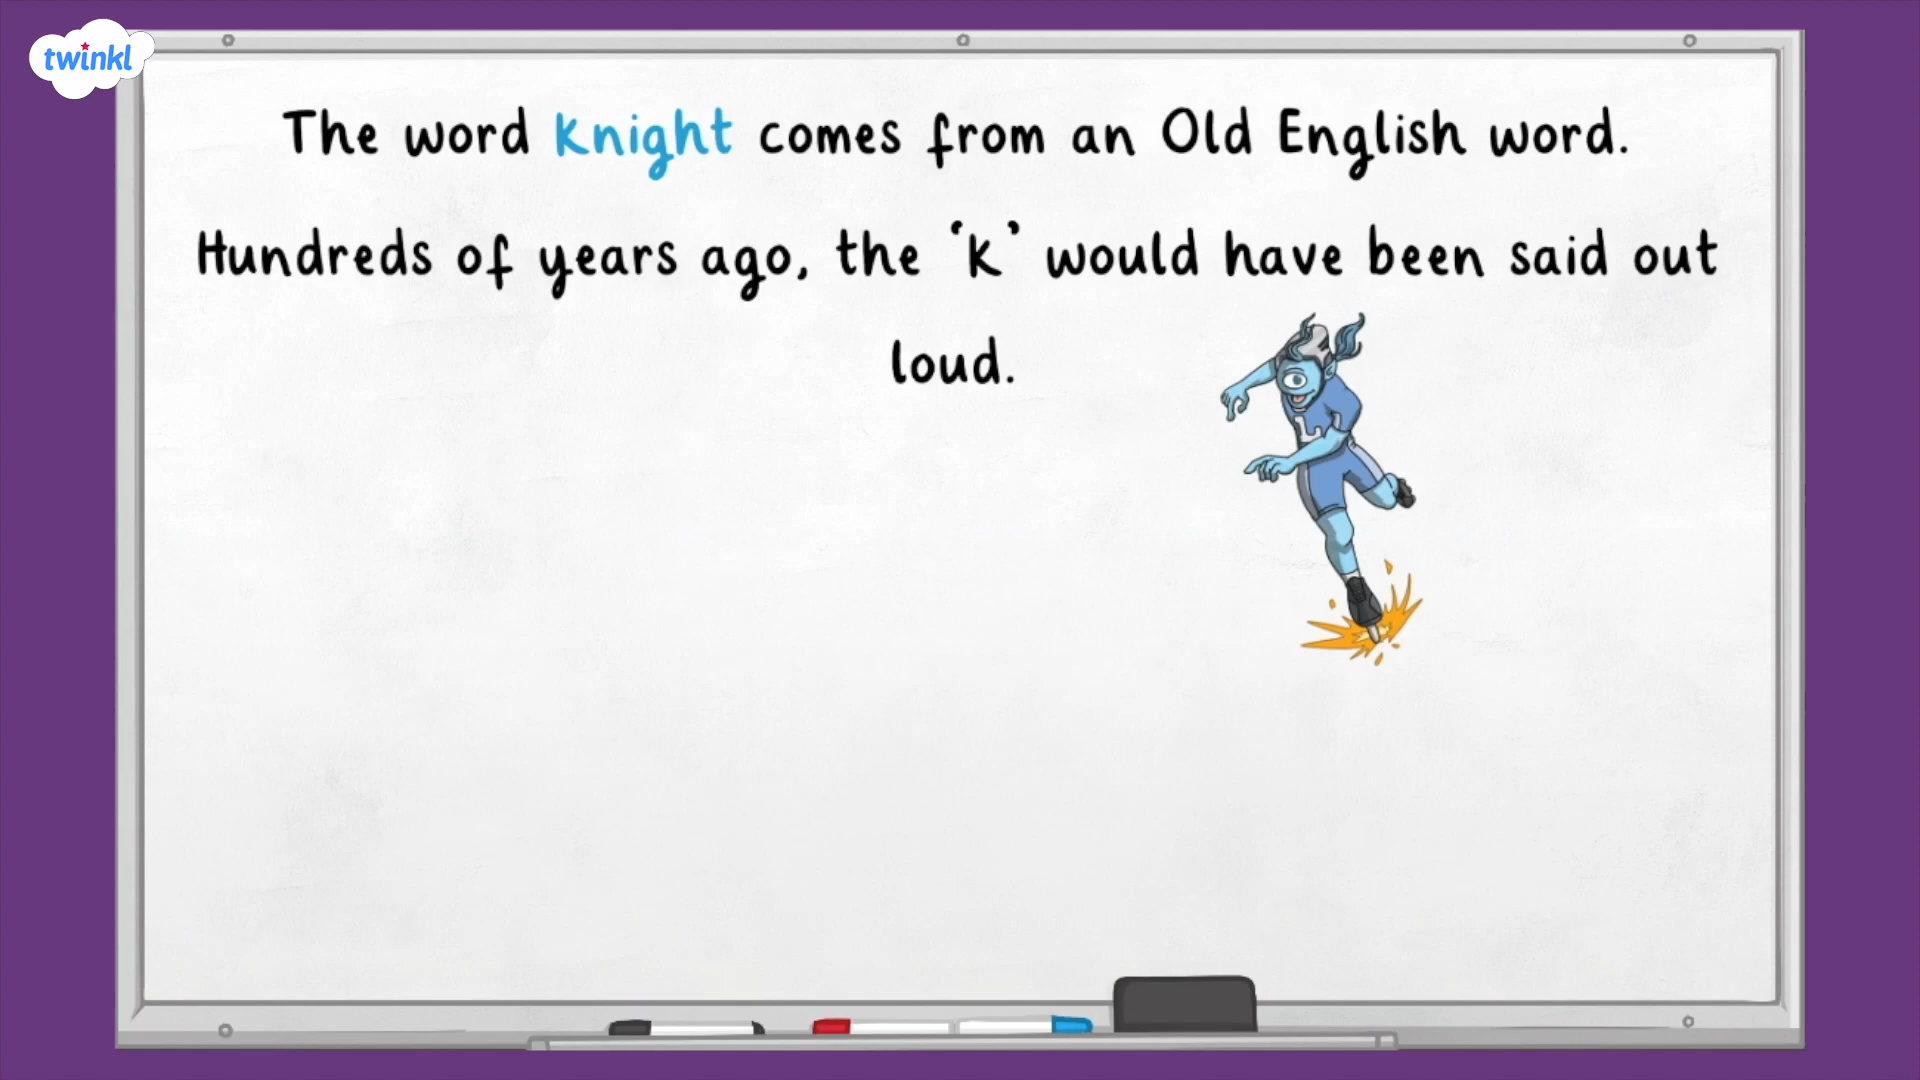 twinkl
The word knight comes from an Old English word.
Hundreds of years ago, the ‘k’ would have been said out
loud.